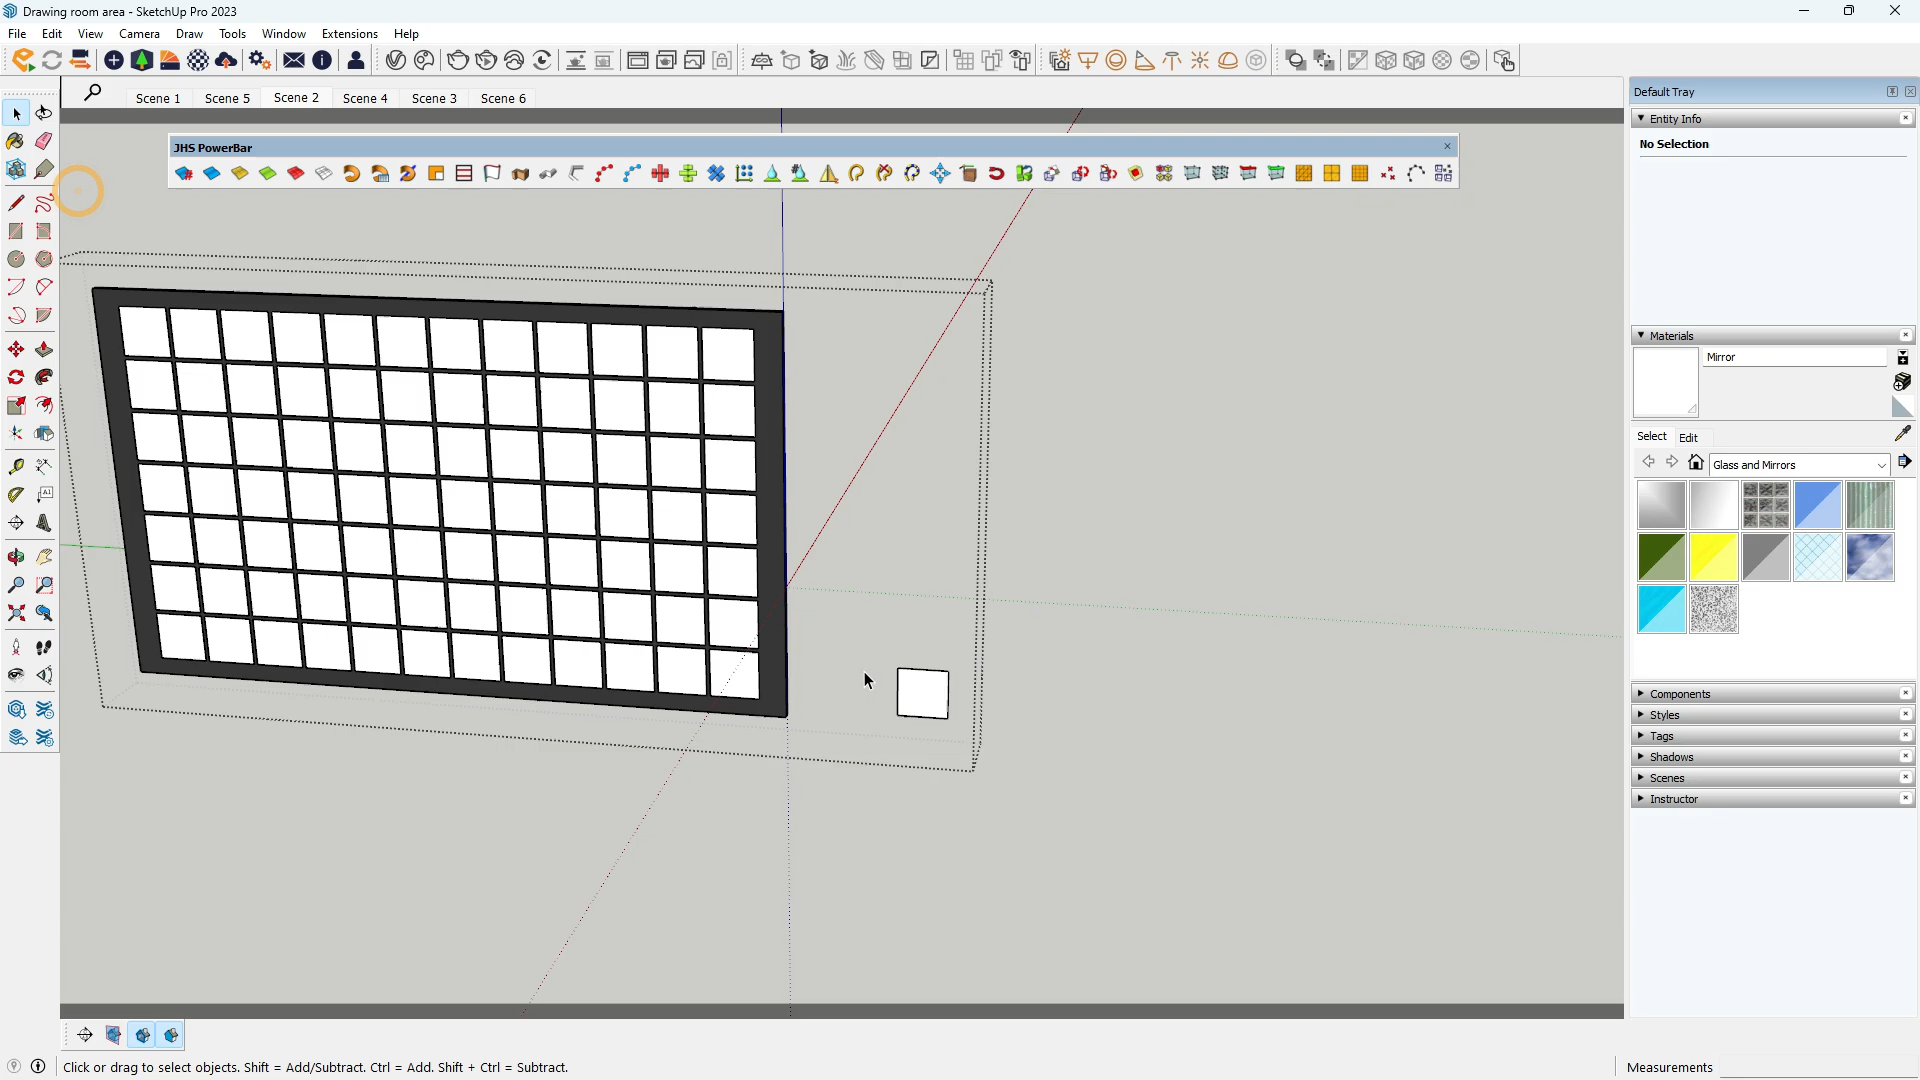 Drawing room area - SketchUp Pro 2023
File Edit View Camera Draw Tools Window Extensions Help
Scene 1 Scene 5 Scene 2 Scene 4 Scene 3 Scene 6
JHS PowerBar
Default Tray
Entity Info
No Selection
Materials
Mirror
Select Edit
Glass and Mirrors
Components
Styles
Tags
Shadows
Scenes
Instructor
Click or drag to select objects. Shift = Add/Subtract. Ctrl = Add. Shift + Ctrl = Subtract.
Measurements